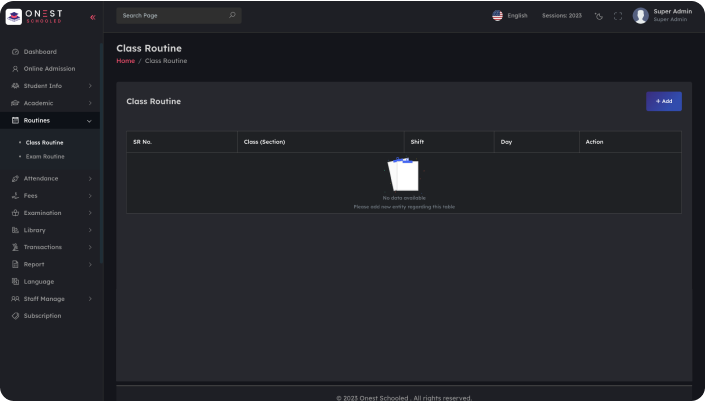 ONEST
SCHOOLED
Search Page
English
Sessions: 2023
Super Admin
Super Admin
Dashboard
Online Admission
Student Info
Academic
Routines
Class Routine
Exam Routine
Attendance
Fees
Examination
Library
Transactions
Report
Language
Staff Manage
Subscription
Class Routine
Home / Class Routine
Class Routine
+ Add
SR No. Class (Section) Shift Day Action
No data available
Please add new entity regarding this table
© 2023 Onest Schooled . All rights reserved.